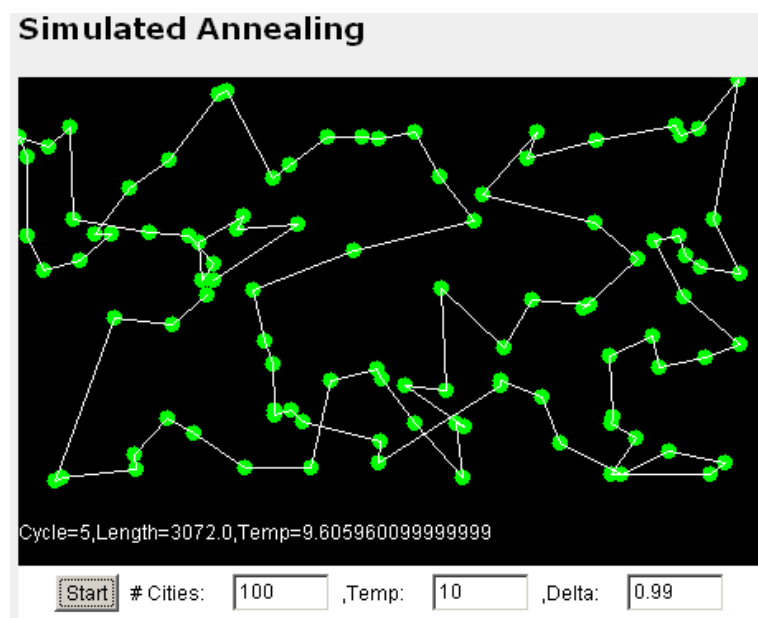 Simulated Annealing
Cycle=5,Length=3072.0,Temp=9.605960099999999
Start # Cities: 100 ,Temp: 10 ,Delta: 0.99